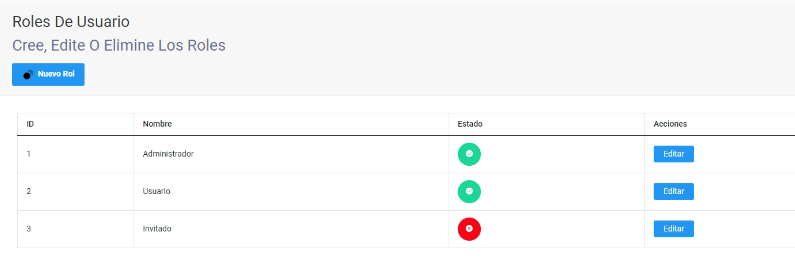 Roles De Usuario
Cree, Edite O Elimine Los Roles
Nuevo Rol
ID Nombre Estado Acciones
1 Administrador Editar
2 Usuario Editar
3 Invitado Editar